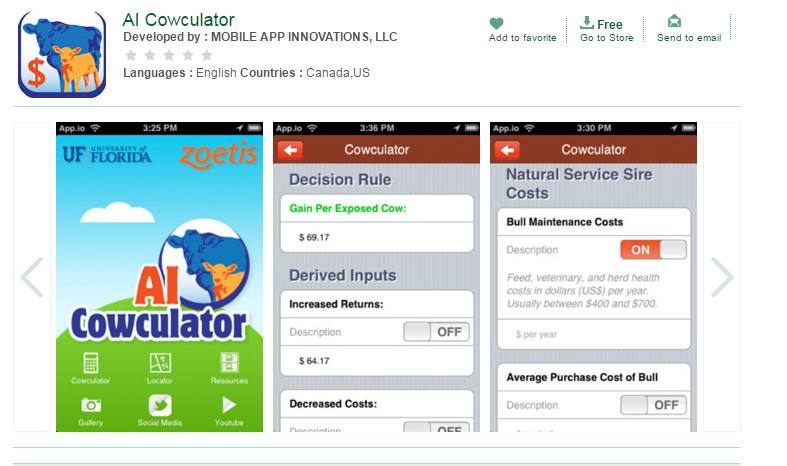 AI Cowculator
Developed by : MOBILE APP INNOVATIONS, LLC
Languages : English Countries : Canada,US
Add to favorite
Free
Go to Store
Send to email
$
App.io 3:25 PM
UF UNIVERSITY of FLORIDA
zoetis
AI
Cowculator
Cowculator Locator Resources
Gallery Social Media Youtube
App.io 3:36 PM
Cowculator
Decision Rule
Gain Per Exposed Cow:
$ 69.17
Derived Inputs
Increased Returns:
Description OFF
$ 64.17
Decreased Costs:
Description OFF
App.io 3:30 PM
Cowculator
Natural Service Sire
Costs
Bull Maintenance Costs
Description ON
Feed, veterinary, and herd health
costs in dollars (US$) per year.
Usually between $400 and $700.
$ per year
Average Purchase Cost of Bull
Description OFF